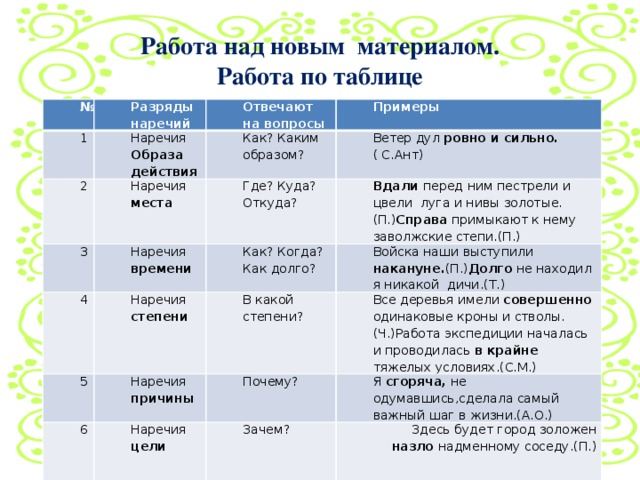 Работа над новым материалом.
Работа по таблице
№ Разряды наречий Отвечают на вопросы Примеры
1 Наречия Образа действия Как? Каким образом? Ветер дул ровно и сильно. ( С.Ант)
2 Наречия места Где? Куда? Откуда? Вдали перед ним пестрели и цвели луга и нивы золотые.(П.)Справа примыкают к нему заволжские степи.(П.)
3 Наречия времени Как? Когда? Как долго? Войска наши выступили накануне.(П.)Долго не находил я никакой дичи.(Т.)
4 Наречия степени В какой степени? Все деревья имели совершенно одинаковые кроны и стволы.(Ч.)Работа экспедиции началась и проводилась в крайне тяжелых условиях.(С.М.)
5 Наречия причины Почему? Я сгоряча, не одумавшись,сделала самый важный шаг в жизни.(А.О.)
6 Наречия цели Зачем? Здесь будет город золожен назло надменному соседу.(П.)